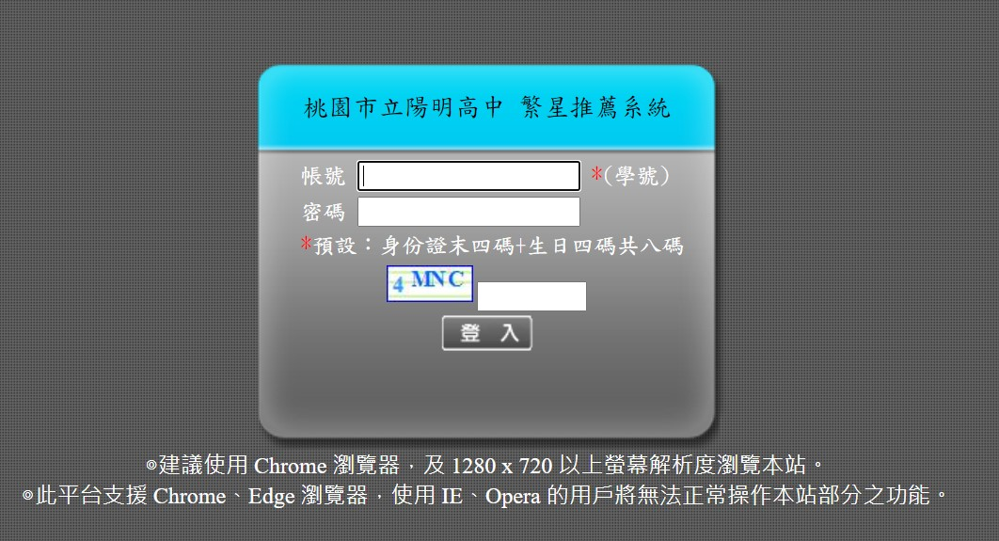 桃園市立陽明高中 繁星推薦系統
帳號 *(學號)
密碼
*預設：身份證末四碼+生日四碼共八碼
4 MNC
登 入
◎建議使用 Chrome 瀏覽器，及 1280 x 720 以上螢幕解析度瀏覽本站。
◎此平台支援 Chrome、Edge 瀏覽器，使用 IE、Opera 的用戶將無法正常操作本站部分之功能。